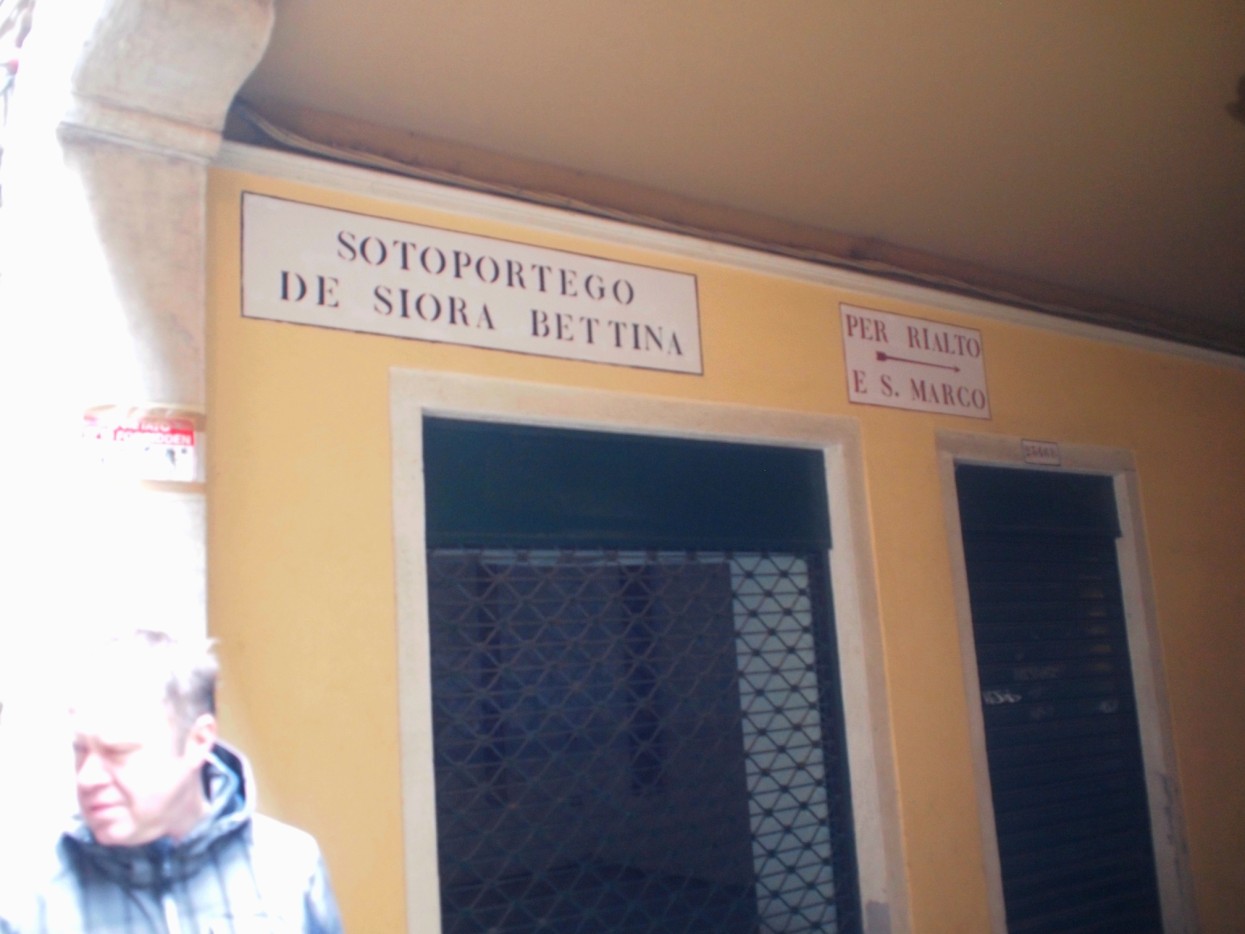 SOTOPORTEGO
DE SIORA BETTINA
PER RIALTO
E S. MARCO